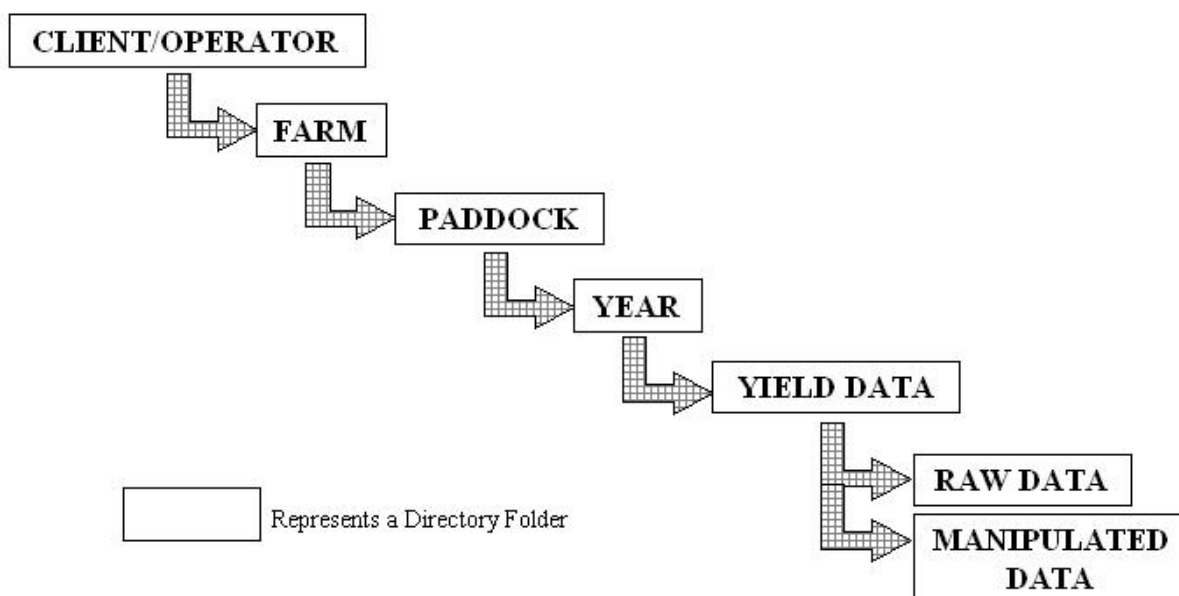 CLIENT/OPERATOR
FARM
PADDOCK
YEAR
YIELD DATA
RAW DATA
Represents a Directory Folder
MANIPULATED
DATA